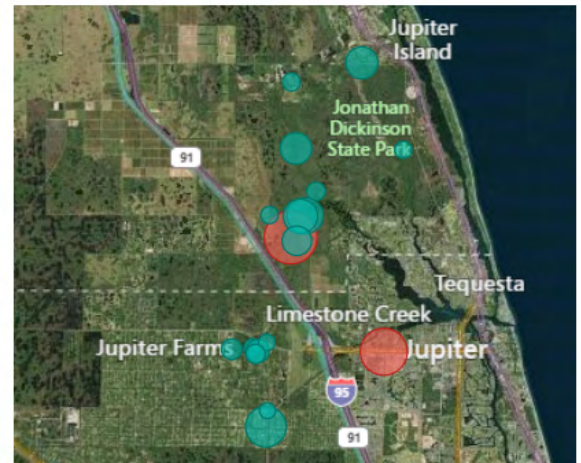 Jupiter
Island
Jonathan
Dickinson
State Park
91
Tequesta
Limestone Creek
Jupiter Farms
Jupiter
95
91